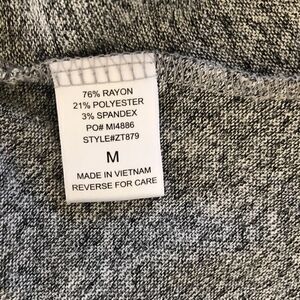 76% RAYON
21% POLYESTER
3% SPANDEX
PO# MI4886
STYLE#ZT879
M
MADE IN VIETNAM
REVERSE FOR CARE